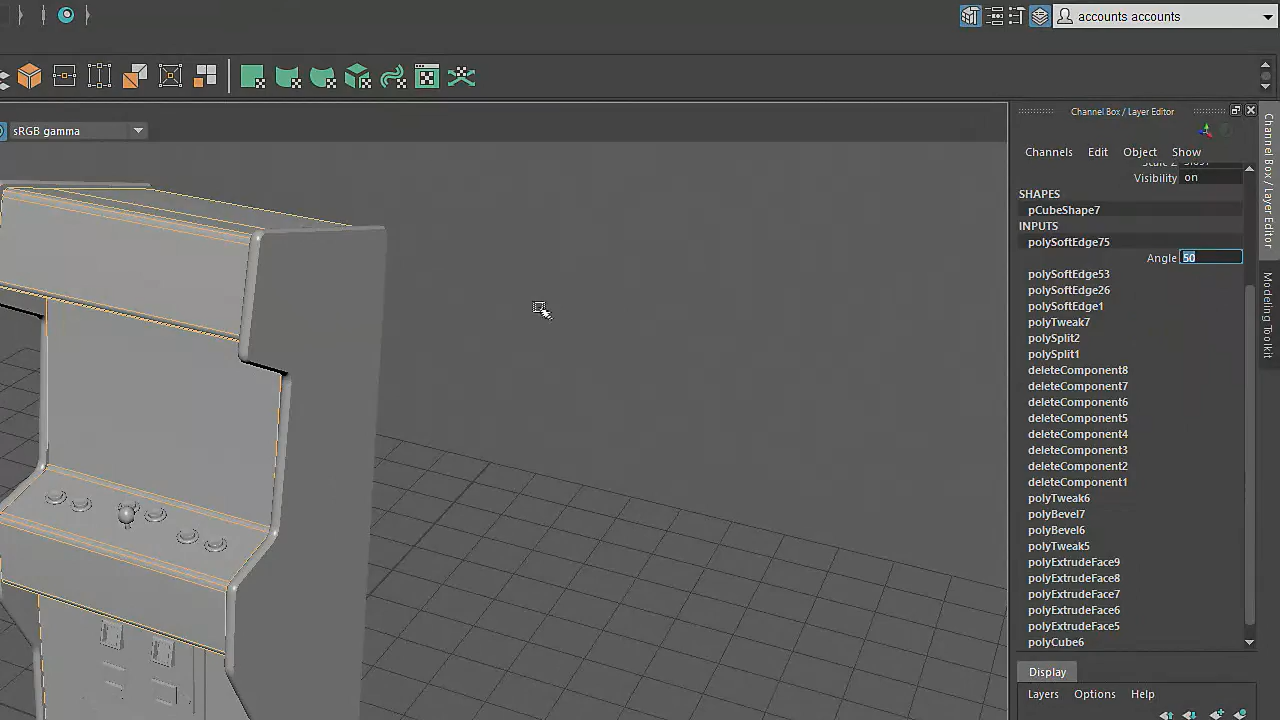 accounts accounts
sRGB gamma
Channel Box / Layer Editor
Channels Edit Object Show
Visibility on
SHAPES
pCubeShape7
INPUTS
polySoftEdge75
Angle 50
polySoftEdge53
polySoftEdge26
polySoftEdge1
polyTweak7
polySplit2
polySplit1
deleteComponent8
deleteComponent7
deleteComponent6
deleteComponent5
deleteComponent4
deleteComponent3
deleteComponent2
deleteComponent1
polyTweak6
polyBevel7
polyBevel6
polyTweak5
polyExtrudeFace9
polyExtrudeFace8
polyExtrudeFace7
polyExtrudeFace6
polyExtrudeFace5
polyCube6
Display
Layers Options Help
Channel Box / Layer Editor
Modeling Toolkit